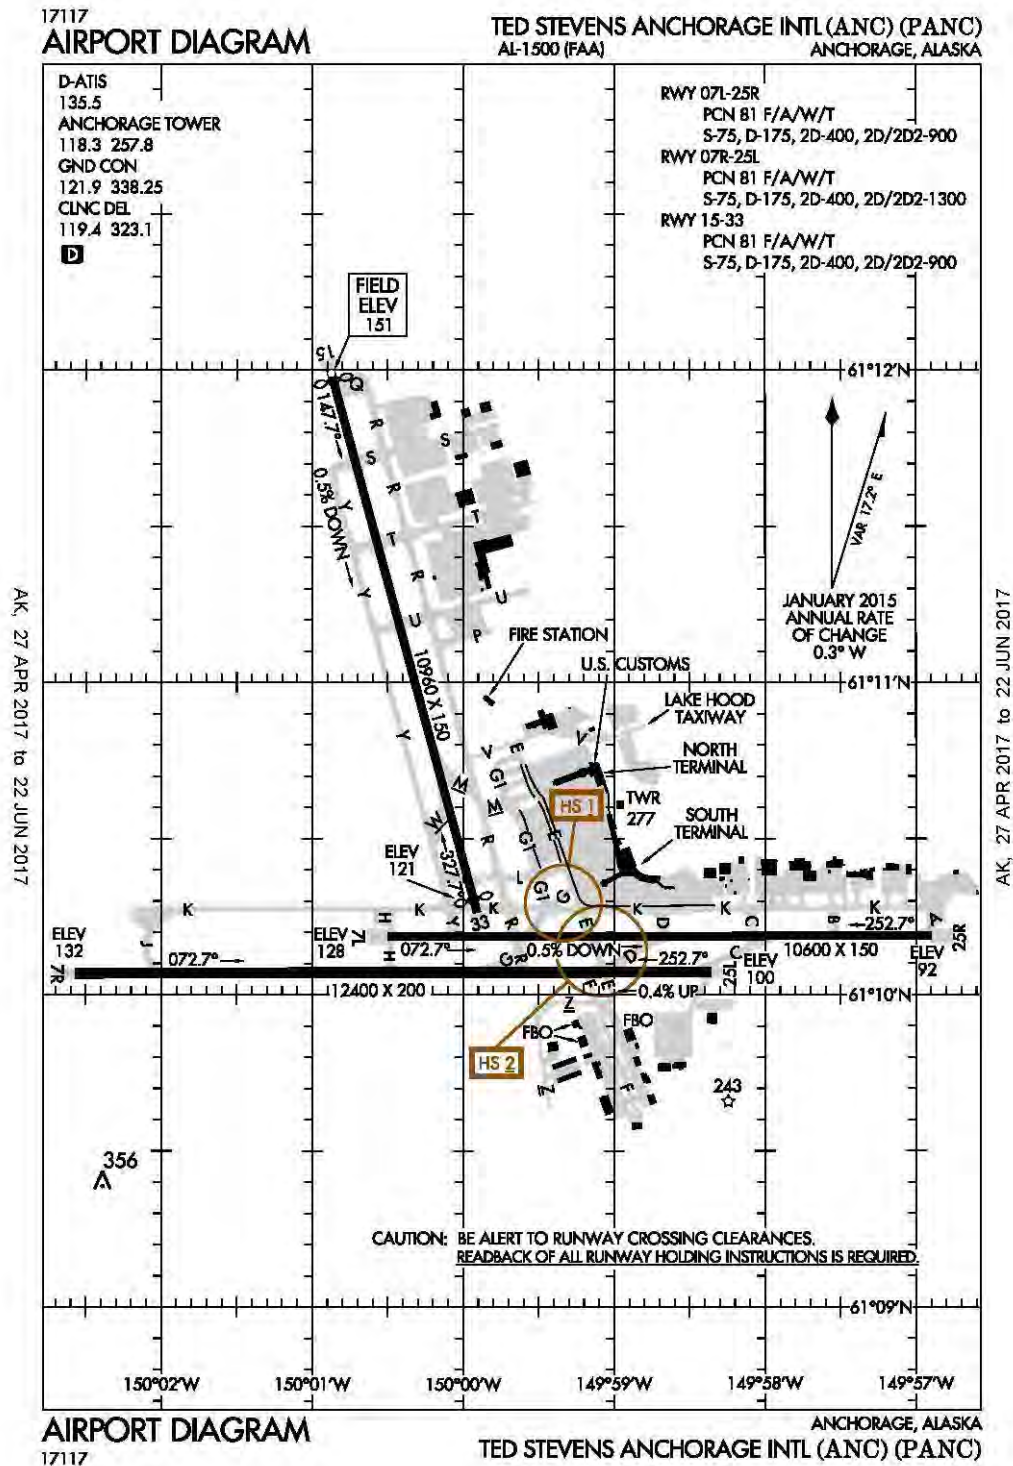 17117
AIRPORT DIAGRAM
TED STEVENS ANCHORAGE INTL (ANC) (PANC)
AL-1500 (FAA)
ANCHORAGE, ALASKA
D-ATIS
135.5
ANCHORAGE TOWER
118.3 257.8
GND CON
121.9 338.25
CLNC DEL
119.4 323.1
D
RWY 07L-25R
PCN 81 F/A/W/T
S-75, D-175, 2D-400, 2D/2D2-900
RWY 07R-25L
PCN 81 F/A/W/T
S-75, D-175, 2D-400, 2D/2D2-1300
RWY 15-33
PCN 81 F/A/W/T
S-75, D-175, 2D-400, 2D/2D2-900
FIELD
ELEV
151
15
61°12'N
Q
147.7°
R
S
S
0.5% DOWN
Y
R
T
T
VAR 17.2° E
Y
R
U
U
P
JANUARY 2015
ANNUAL RATE
OF CHANGE
0.3° W
FIRE STATION
U.S. CUSTOMS
10960 X 150
61°11'N
LAKE HOOD
TAXIWAY
Y
V
E
V
G1
NORTH
TERMINAL
M
W
HS 1
TWR
277
SOUTH
TERMINAL
W
R
G1
E
ELEV
121
327.7°
L
G1
G
K
K
K
K
K
33
H
Y
R
E
D
C
B
A
252.7°
ELEV
132
J
ELEV
128
7L
072.7°
0.5% DOWN
10600 X 150
25R
ELEV
92
7R
072.7°
H
G
R
D
252.7°
C
25L
ELEV
100
12400 X 200
F
E
0.4% UP
61°10'N
Z
FBO
FBO
HS 2
Z
F
243
356
CAUTION: BE ALERT TO RUNWAY CROSSING CLEARANCES.
READBACK OF ALL RUNWAY HOLDING INSTRUCTIONS IS REQUIRED.
61°09'N
150°02'W
150°01'W
150°00'W
149°59'W
149°58'W
149°57'W
AIRPORT DIAGRAM
17117
ANCHORAGE, ALASKA
TED STEVENS ANCHORAGE INTL (ANC) (PANC)
AK, 27 APR 2017 to 22 JUN 2017
AK, 27 APR 2017 to 22 JUN 2017